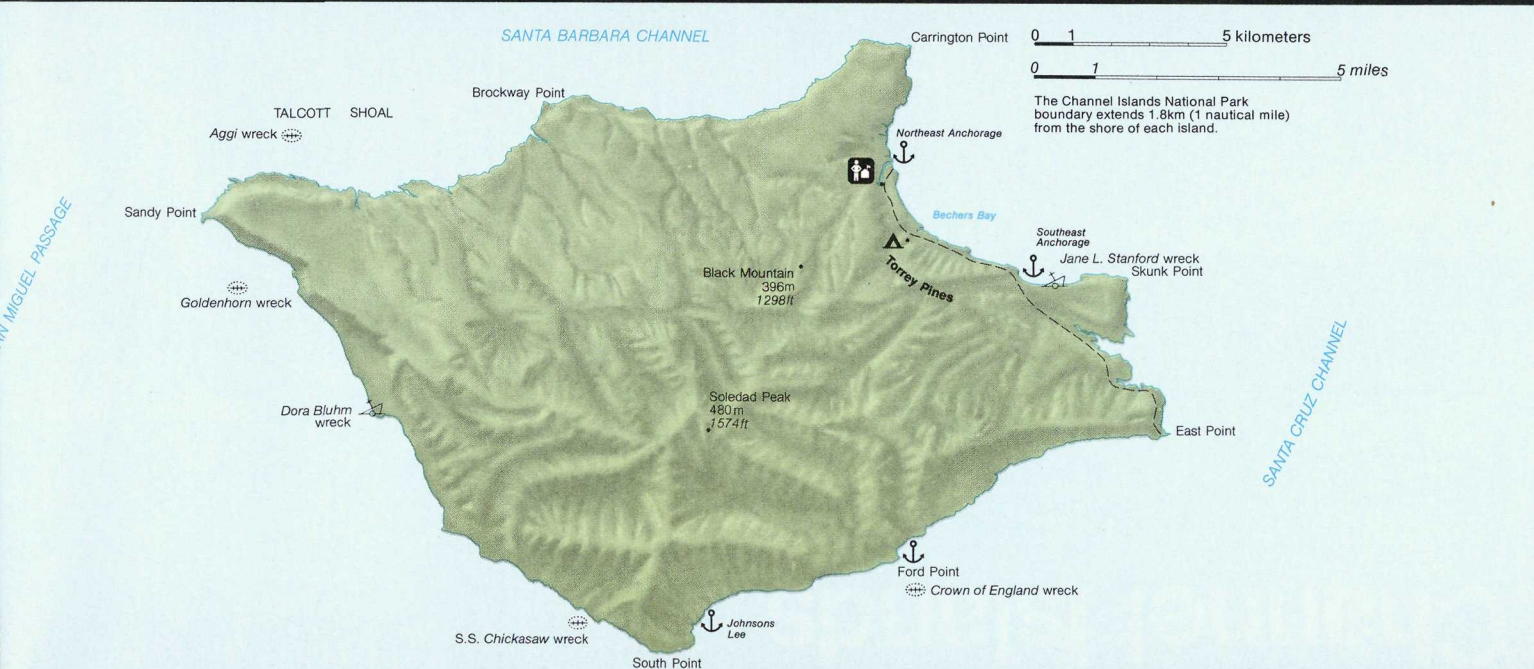 SANTA BARBARA CHANNEL
Carrington Point
0 1 5 kilometers
0 1 5 miles
The Channel Islands National Park
boundary extends 1.8km (1 nautical mile)
from the shore of each island.
Brockway Point
TALCOTT SHOAL
Aggi wreck
Northeast Anchorage
Sandy Point
Bechers Bay
Southeast
Anchorage
Jane L. Stanford wreck
Skunk Point
MIGUEL PASSAGE
Torrey Pines
Black Mountain
396m
1298ft
Goldenhorn wreck
SANTA CRUZ CHANNEL
Soledad Peak
480m
1574ft
Dora Bluhm
wreck
East Point
Ford Point
Crown of England wreck
Johnsons
Lee
S.S. Chickasaw wreck
South Point